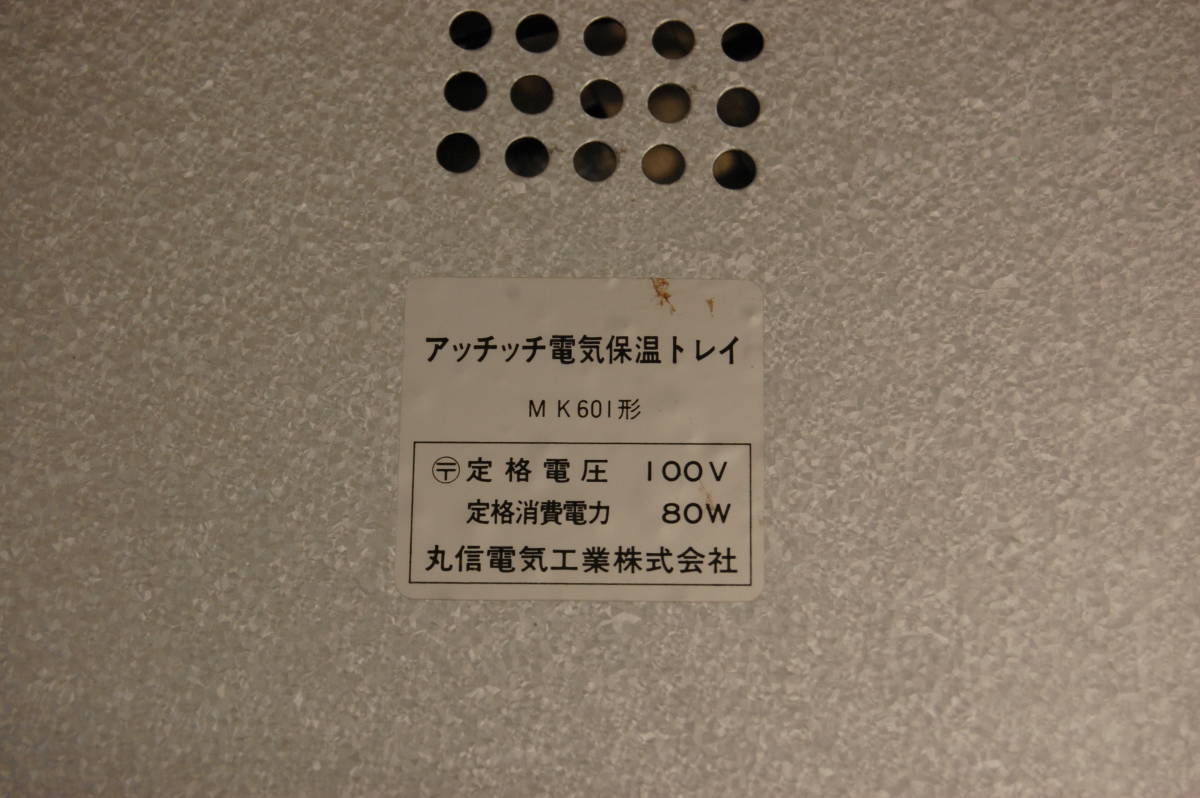 アッチッチ電気保温トレイ
MK601形
〶定格電圧 100V
定格消費電力 80W
丸信電気工業株式会社